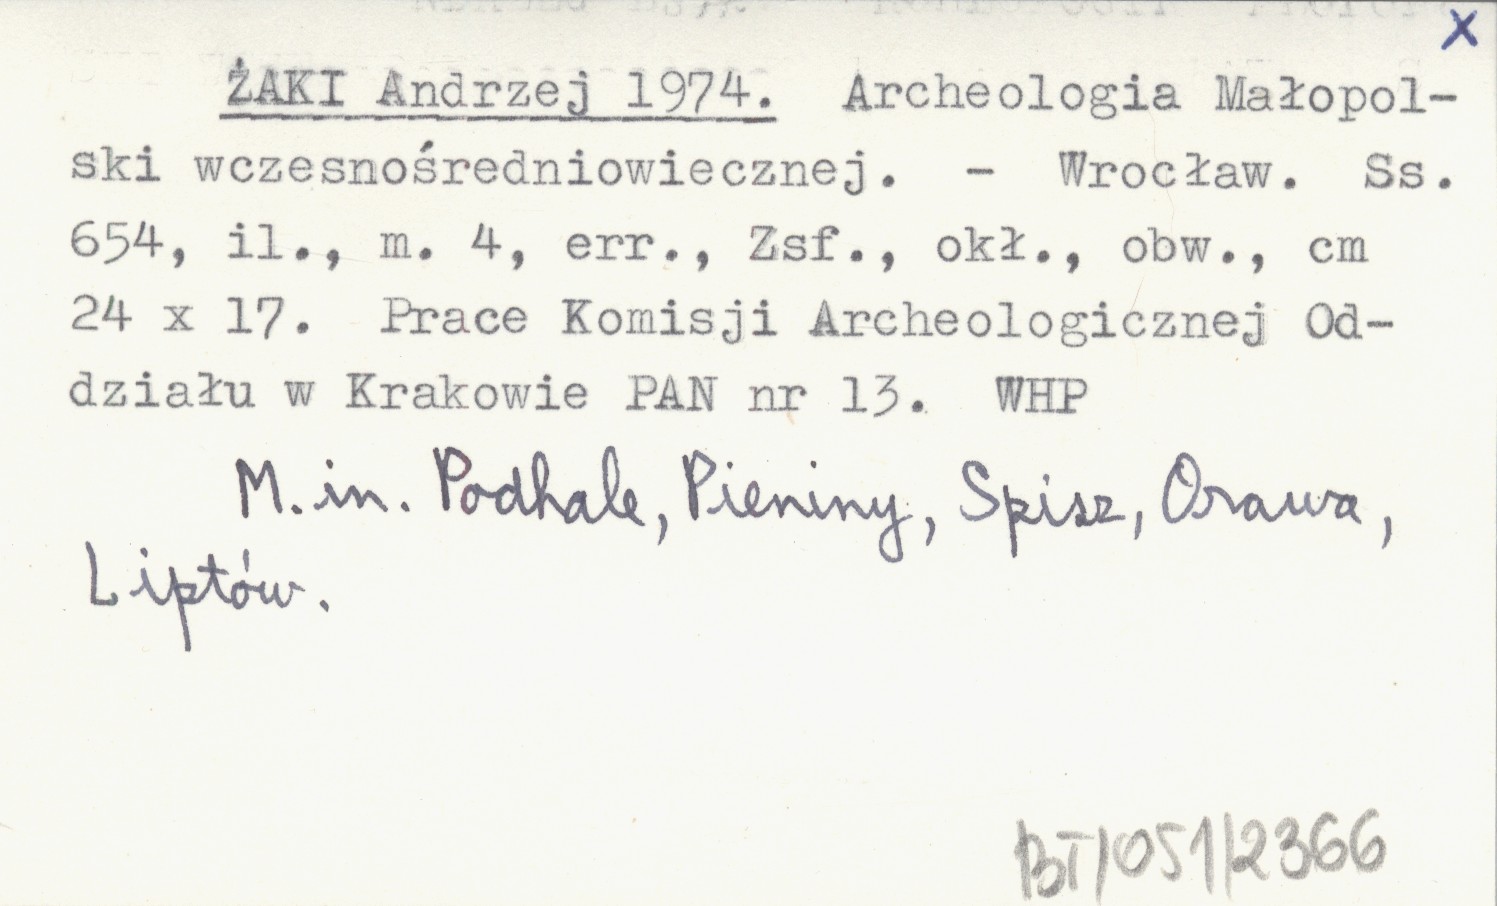 x
ŻAKI Andrzej 1974. Archeologia Małopol-
ski wczesnośredniowiecznej. - Wrocław. Ss.
654, il., m. 4, err., Zsf., okł., obw., cm
24 x 17. Prace Komisji Archeologicznej Od-
działu w Krakowie PAN nr 13. WHP
M.in. Podhale, Pieniny, Spisz, Orawa,
Liptów.
BT/051/2366